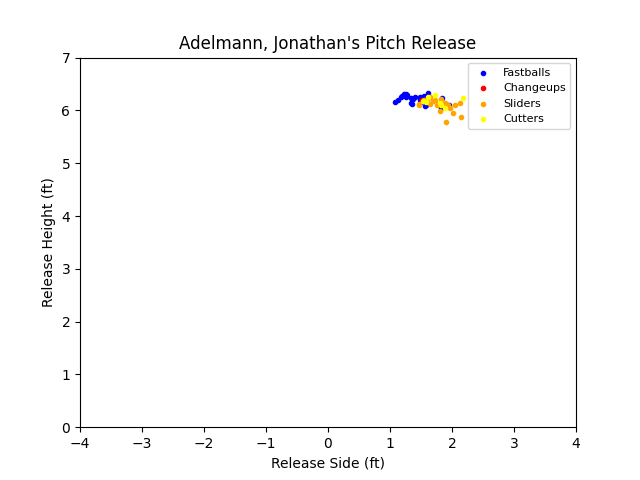 Adelmann, Jonathan's Pitch Release
Fastballs
Changeups
Sliders
Cutters
7
6
5
4
3
2
1
0
Release Height (ft)
−4 −3 −2 −1 0 1 2 3 4
Release Side (ft)